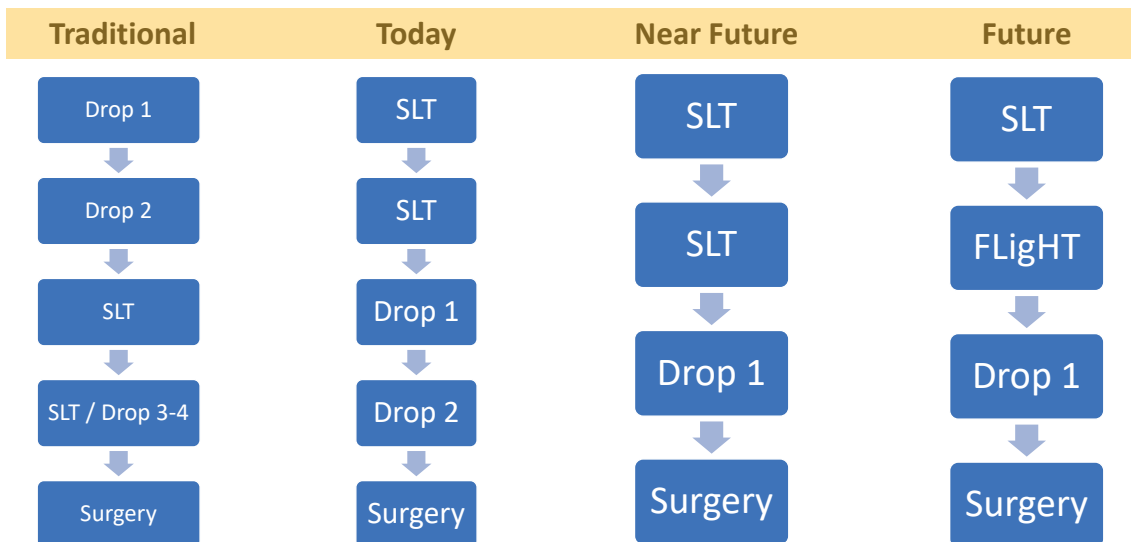 Traditional
Drop 1
Drop 2
SLT
SLT / Drop 3-4
Surgery
Today
SLT
SLT
Drop 1
Drop 2
Surgery
Near Future
SLT
SLT
Drop 1
Surgery
Future
SLT
FLigHT
Drop 1
Surgery